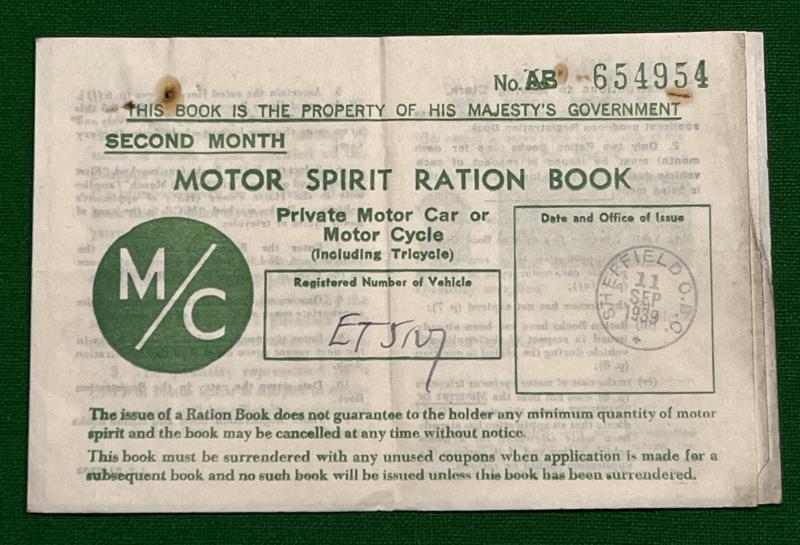 No. AB 654954
THIS BOOK IS THE PROPERTY OF HIS MAJESTY'S GOVERNMENT
SECOND MONTH
MOTOR SPIRIT RATION BOOK
Private Motor Car or
Motor Cycle
(Including Tricycle)
M/C
Registered Number of Vehicle
Date and Office of Issue
SHEFFIELD
11
SEP
1939
The issue of a Ration Book does not guarantee to the holder any minimum quantity of motor
spirit and the book may be cancelled at any time without notice.
This book must be surrendered with any unused coupons when application is made for a
subsequent book and no such book will be issued unless this book has been surrendered.